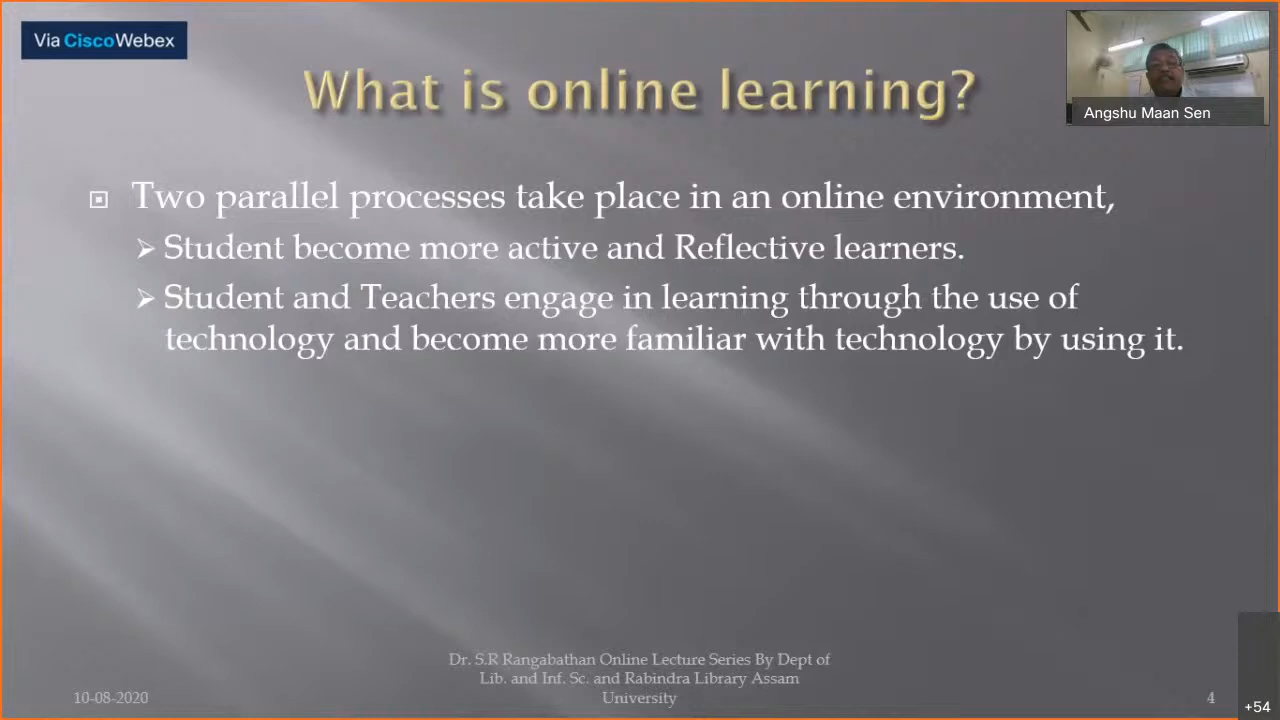 Via CiscoWebex
What is online learning?
Angshu Maan Sen
Two parallel processes take place in an online environment,
Student become more active and Reflective learners.
Student and Teachers engage in learning through the use of
technology and become more familiar with technology by using it.
Dr. S.R Rangabathan Online Lecture Series By Dept of
Lib. and Inf. Sc. and Rabindra Library Assam
University
10-08-2020
4
+54